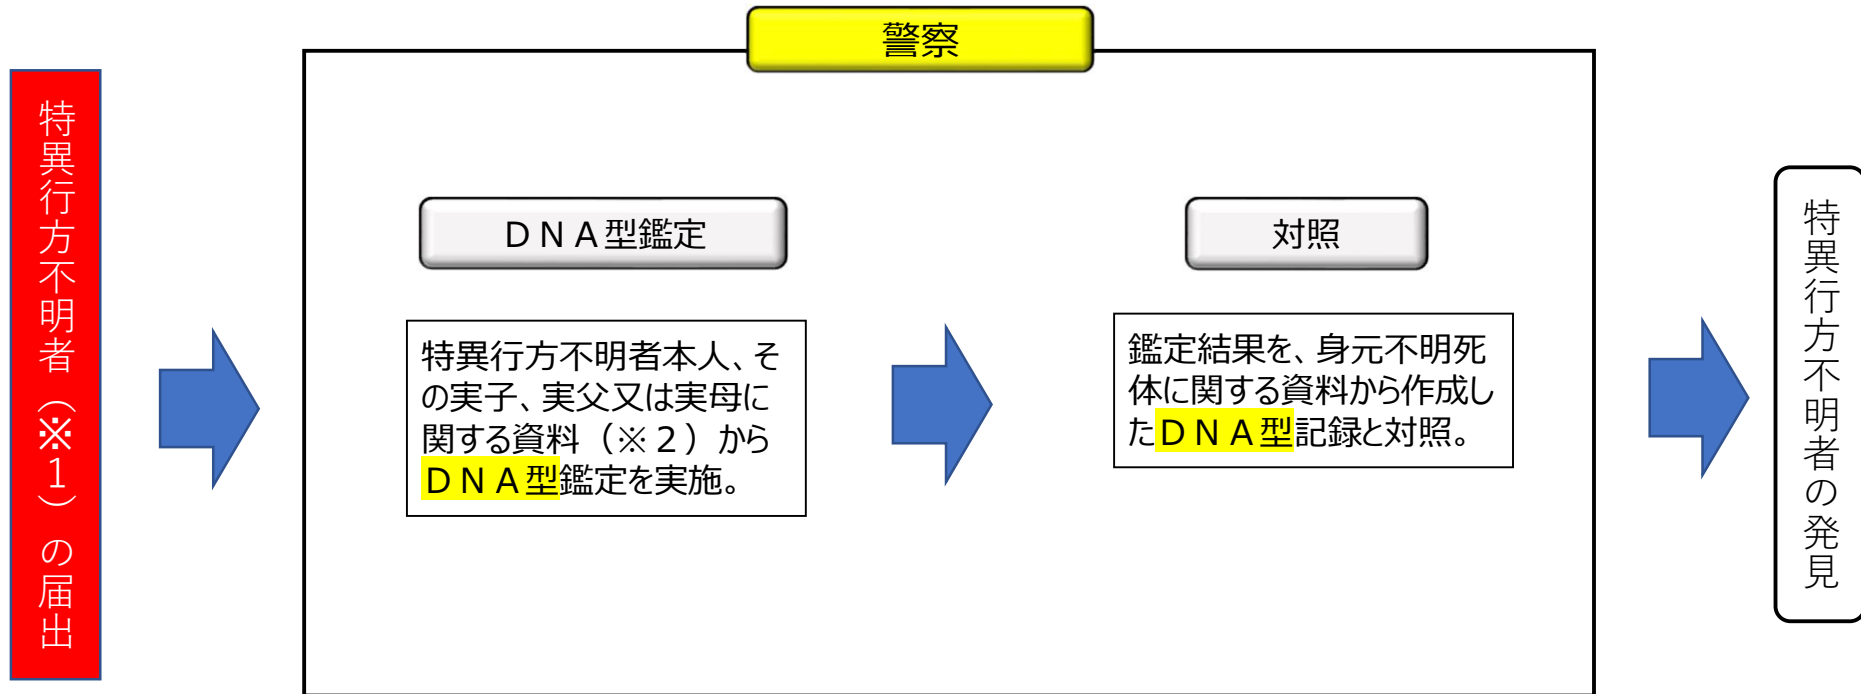 警察
特異行方不明者（※１）の届出
ＤＮＡ型鑑定
特異行方不明者本人、そ
の実子、実父又は実母に
関する資料（※２）から
ＤＮＡ型鑑定を実施。
対照
鑑定結果を、身元不明死
体に関する資料から作成し
たＤＮＡ型記録と対照。
特異行方不明者の発見